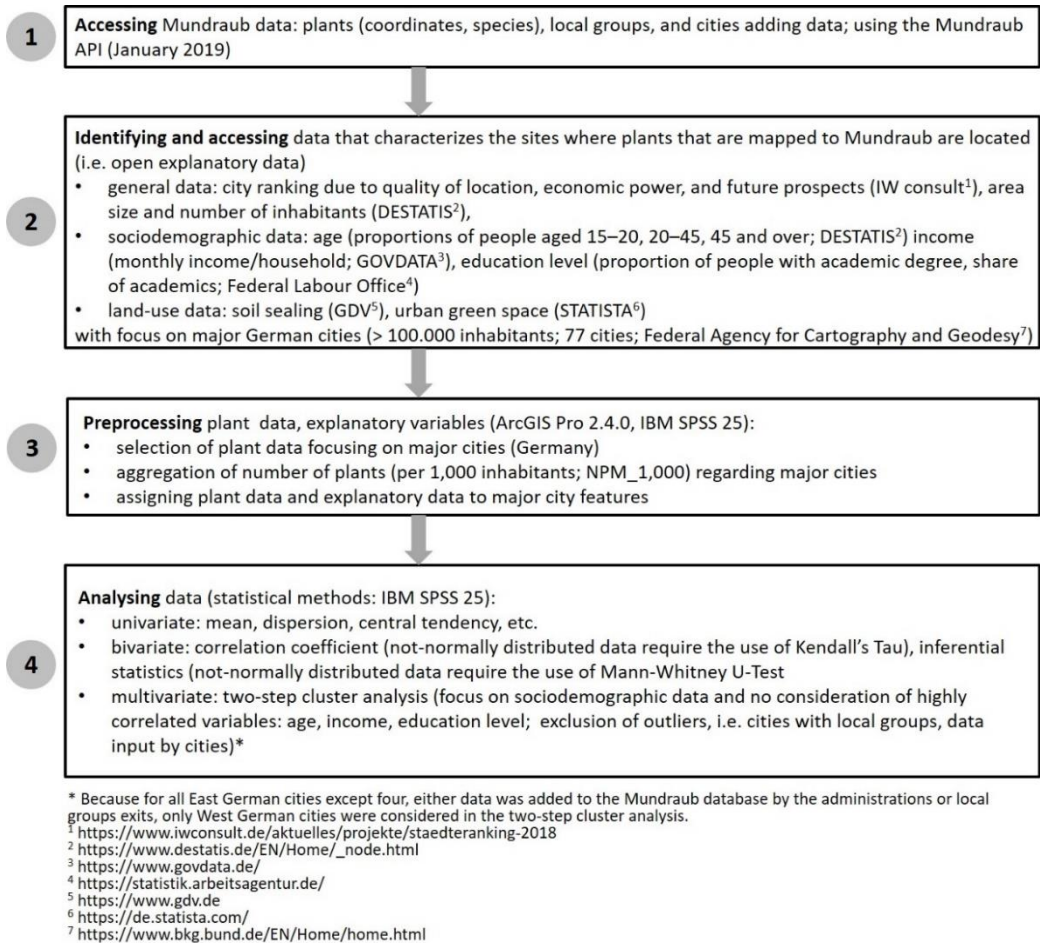 1
Accessing Mundraub data: plants (coordinates, species), local groups, and cities adding data; using the Mundraub
API (January 2019)
2
Identifying and accessing data that characterizes the sites where plants that are mapped to Mundraub are located
(i.e. open explanatory data)
• general data: city ranking due to quality of location, economic power, and future prospects (IW consult¹), area
size and number of inhabitants (DESTATIS²),
• sociodemographic data: age (proportions of people aged 15–20, 20–45, 45 and over; DESTATIS²) income
(monthly income/household; GOVDATA³), education level (proportion of people with academic degree, share
of academics; Federal Labour Office⁴)
• land-use data: soil sealing (GDV⁵), urban green space (STATISTA⁶)
with focus on major German cities (> 100.000 inhabitants; 77 cities; Federal Agency for Cartography and Geodesy⁷)
3
Preprocessing plant data, explanatory variables (ArcGIS Pro 2.4.0, IBM SPSS 25):
• selection of plant data focusing on major cities (Germany)
• aggregation of number of plants (per 1,000 inhabitants; NPM_1,000) regarding major cities
• assigning plant data and explanatory data to major city features
4
Analysing data (statistical methods: IBM SPSS 25):
• univariate: mean, dispersion, central tendency, etc.
• bivariate: correlation coefficient (not-normally distributed data require the use of Kendall's Tau), inferential
statistics (not-normally distributed data require the use of Mann-Whitney U-Test
• multivariate: two-step cluster analysis (focus on sociodemographic data and no consideration of highly
correlated variables: age, income, education level; exclusion of outliers, i.e. cities with local groups, data
input by cities)*
* Because for all East German cities except four, either data was added to the Mundraub database by the administrations or local
groups exits, only West German cities were considered in the two-step cluster analysis.
¹ https://www.iwconsult.de/aktuelles/projekte/staedteranking-2018
² https://www.destatis.de/EN/Home/_node.html
³ https://www.govdata.de/
⁴ https://statistik.arbeitsagentur.de/
⁵ https://www.gdv.de
⁶ https://de.statista.com/
⁷ https://www.bkg.bund.de/EN/Home/home.html